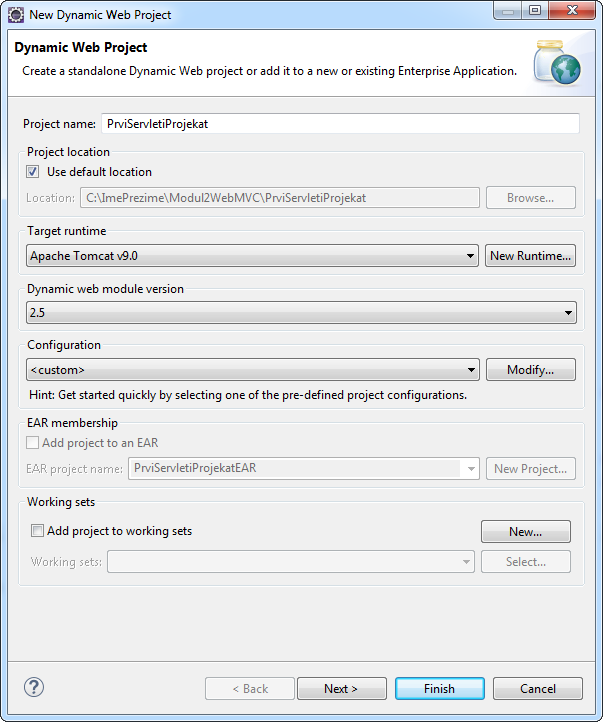 New Dynamic Web Project
Dynamic Web Project
Create a standalone Dynamic Web project or add it to a new or existing Enterprise Application.
Project name: PrviServletiProjekat
Project location
Use default location
Location: C:\ImePrezime\Modul2WebMVC\PrviServletiProjekat Browse...
Target runtime
Apache Tomcat v9.0 New Runtime...
Dynamic web module version
2.5
Configuration
<custom> Modify...
Hint: Get started quickly by selecting one of the pre-defined project configurations.
EAR membership
Add project to an EAR
EAR project name: PrviServletiProjekatEAR New Project...
Working sets
Add project to working sets New...
Working sets: Select...
? < Back Next > Finish Cancel